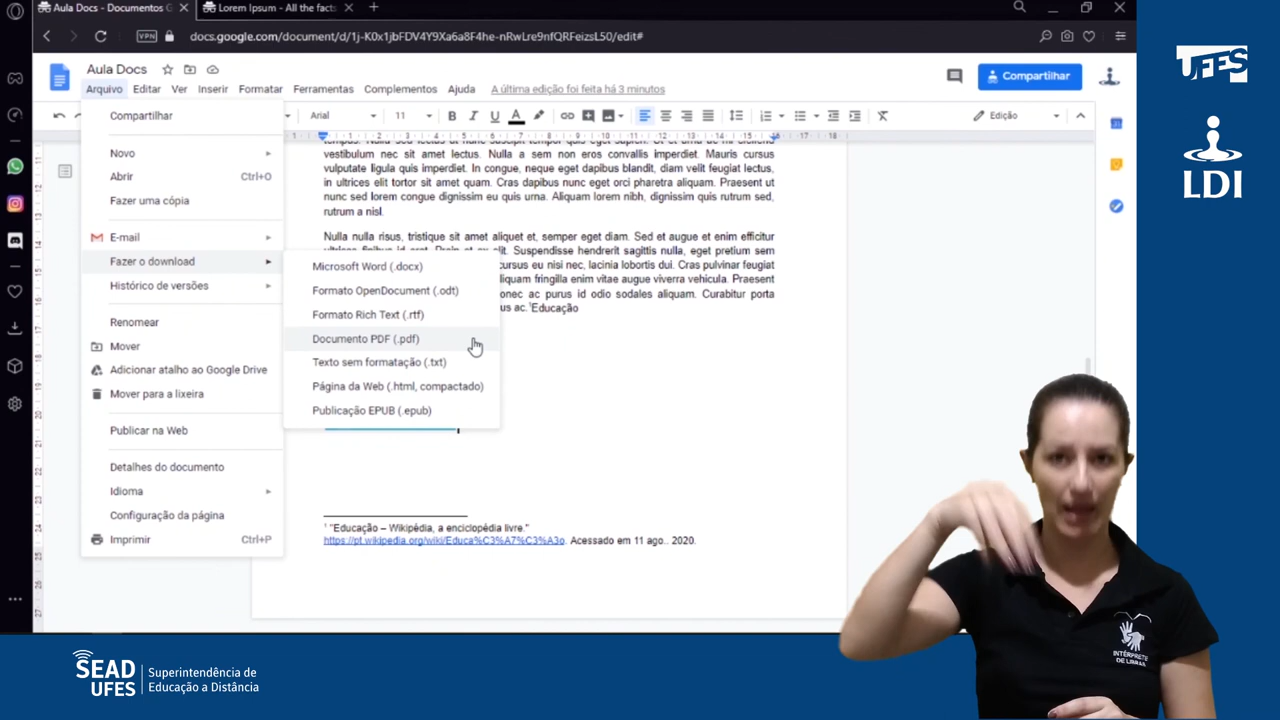 Aula Docs - Documentos G
Lorem Ipsum - All the facts
VPN
docs.google.com/document/d/1j-K0x1jbFDV4Y9Xa6a8F4he-nRwLre9nfQRFeizsL50/edit#
Aula Docs
Arquivo Editar Ver Inserir Formatar Ferramentas Complementos Ajuda A última edição foi feita há 3 minutos
Compartilhar
Arial 11 B I U A Edição
Compartilhar
Novo
Abrir Ctrl+O
Fazer uma cópia
E-mail
Fazer o download
Histórico de versões
Renomear
Mover
Adicionar atalho ao Google Drive
Mover para a lixeira
Publicar na Web
Detalhes do documento
Idioma
Configuração da página
Imprimir Ctrl+P
Microsoft Word (.docx)
Formato OpenDocument (.odt)
Formato Rich Text (.rtf)
Documento PDF (.pdf)
Texto sem formatação (.txt)
Página da Web (.html, compactado)
Publicação EPUB (.epub)
vestibulum nec sit amet lectus. Nulla a sem non eros convallis imperdiet. Mauris cursus
vulputate ligula quis imperdiet. In congue, neque eget dapibus blandit, diam velit feugiat lectus,
in ultrices elit tortor sit amet quam. Cras dapibus nunc eget orci pharetra aliquam. Praesent ut
nunc sed lorem congue dignissim eu quis urna. Aliquam lorem nibh, dignissim quis rutrum sed,
rutrum a nisl.
Nulla nulla risus, tristique sit amet aliquet et, semper eget diam. Sed et augue et enim efficitur
Suspendisse hendrerit sagittis nulla, eget pretium sem
cursus eu nisi nec, lacinia lobortis dui. Cras pulvinar feugiat
aliquam fringilla enim vitae augue viverra vehicula. Praesent
onec ac purus id odio sodales aliquam. Curabitur porta
us ac.¹Educação
¹ "Educação – Wikipédia, a enciclopédia livre."
https://pt.wikipedia.org/wiki/Educa%C3%A7%C3%A3o. Acessado em 11 ago.. 2020.
UFES
LDI
INTÉRPRETE
DE LIBRAS
SEAD
UFES
Superintendência de
Educação a Distância